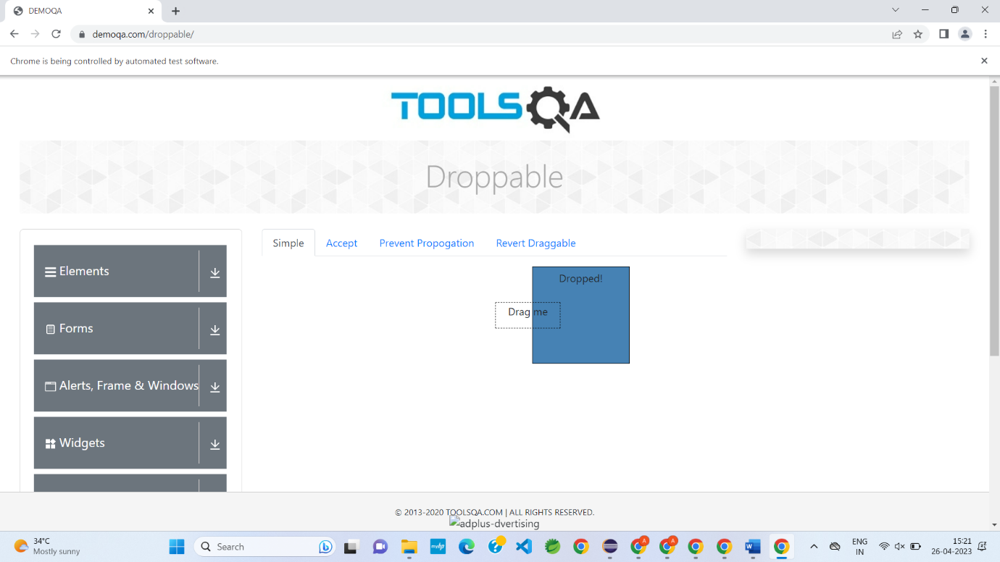 DEMOQA
demoqa.com/droppable/
Chrome is being controlled by automated test software.
TOOLSQA
Droppable
Simple Accept Prevent Propogation Revert Draggable
Elements
Forms
Alerts, Frame & Windows
Widgets
Dropped!
Drag me
© 2013-2020 TOOLSQA.COM | ALL RIGHTS RESERVED.
adplus-dvertising
34°C
Mostly sunny
Search
myhp
A
A
ENG
IN
15:21
26-04-2023